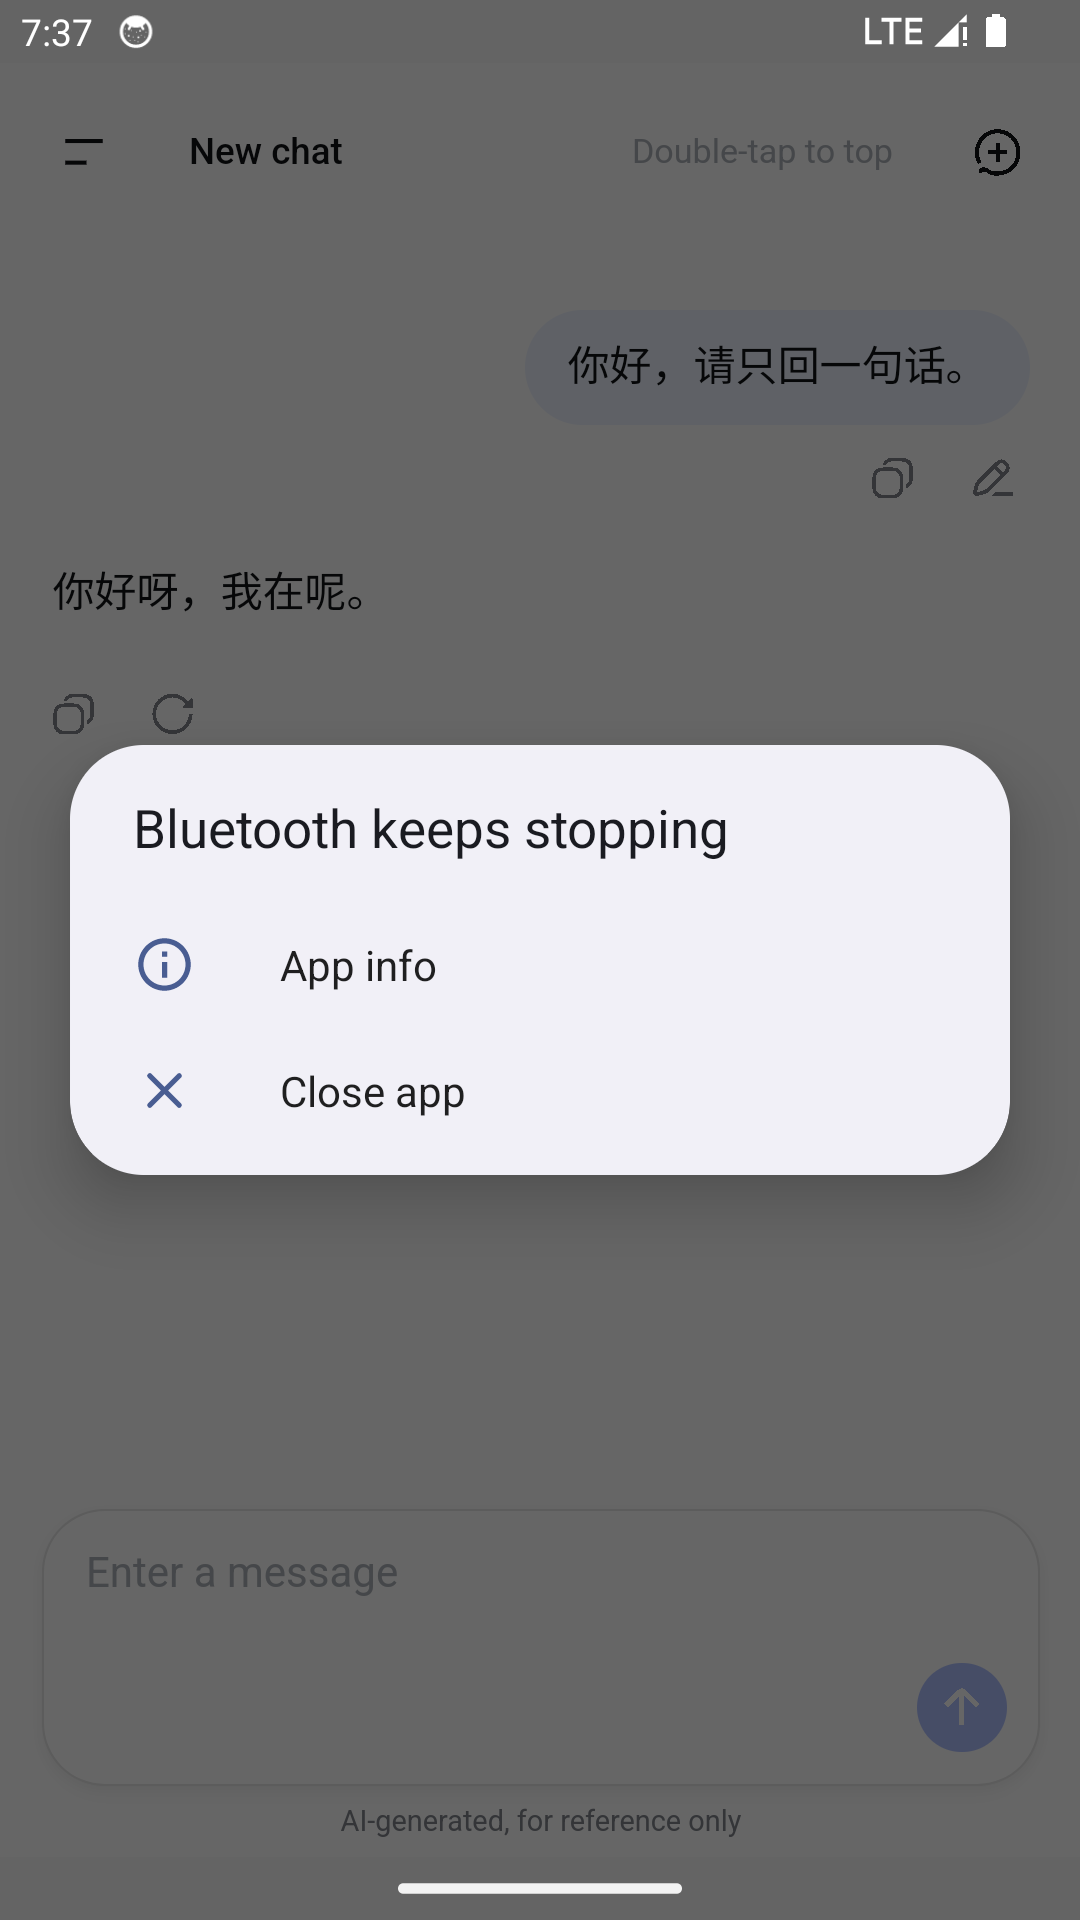 7:37
LTE
New chat
Double-tap to top
你好，请只回一句话。
你好呀，我在呢。
Bluetooth keeps stopping
App info
Close app
Enter a message
AI-generated, for reference only